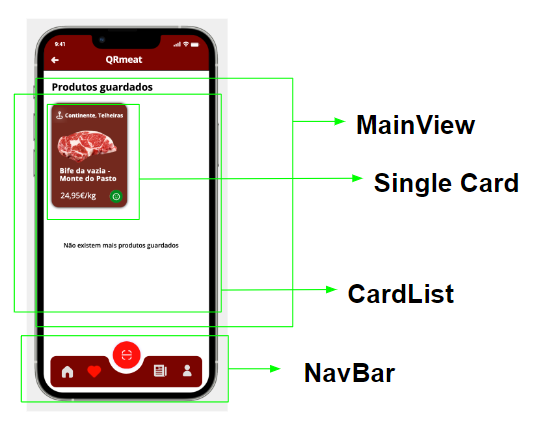 9:41
QRmeat
Produtos guardados
Continente, Telheiras
Bife da vazia -
Monte do Pasto
24,95€/kg
Não existem mais produtos guardados
MainView
Single Card
CardList
NavBar